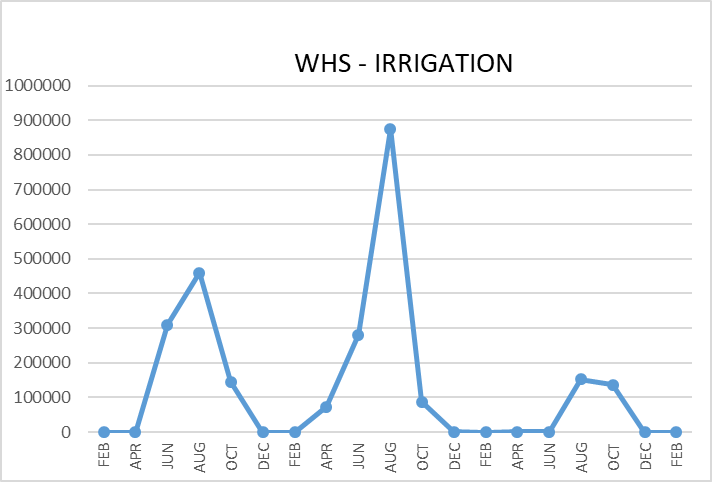 WHS - IRRIGATION
1000000
900000
800000
700000
600000
500000
400000
300000
200000
100000
0
FEB
APR
JUN
AUG
OCT
DEC
FEB
APR
JUN
AUG
OCT
DEC
FEB
APR
JUN
AUG
OCT
DEC
FEB